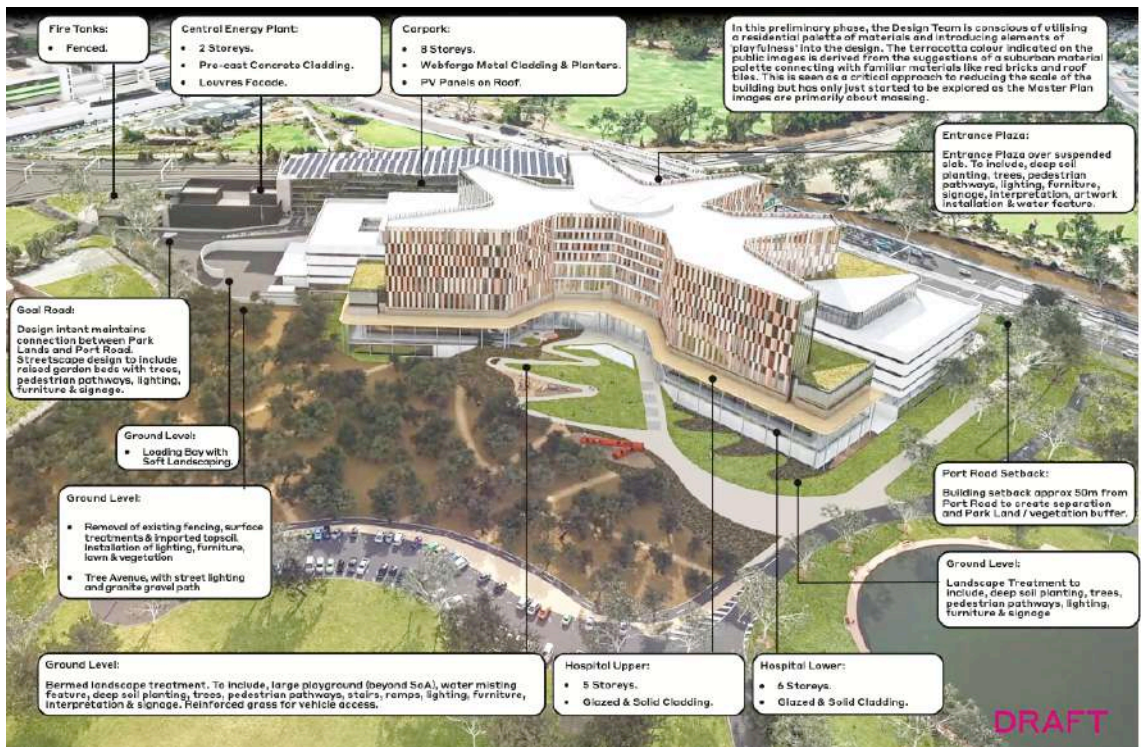 Fire Tanks:
• Fenced.
Central Energy Plant:
• 2 Storeys.
• Pre-cast Concrete Cladding.
• Louvres Facade.
Carpark:
• 8 Storeys.
• Webforge Metal Cladding & Planters.
• PV Panels on Roof.
In this preliminary phase, the Design Team is conscious of utilising
a residential palette of materials and introducing elements of
'playfulness' into the design. The terracotta colour indicated on the
public images is derived from the suggestions of a suburban material
palette connecting with familiar materials like red bricks and roof
tiles. This is seen as a critical approach to reducing the scale of the
building but has only just started to be explored as the Master Plan
images are primarily about massing.
Entrance Plaza:
Entrance Plaza over suspended
slab. To include, deep soil
planting, trees, pedestrian
pathways, lighting, furniture,
signage, interpretation, artwork
installation & water feature.
Goal Road:
Design intent maintains
connection between Park
Lands and Port Road.
Streetscape design to include
raised garden beds with trees,
pedestrian pathways, lighting,
furniture & signage.
Ground Level:
• Loading Bay with
Soft Landscaping.
Ground Level:
• Removal of existing fencing, surface
treatments & imported topsoil.
Installation of lighting, furniture,
lawn & vegetation
• Tree Avenue, with street lighting
and granite gravel path
Port Road Setback:
Building setback approx 50m from
Port Road to create separation
and Park Land / vegetation buffer.
Ground Level:
Landscape Treatment to
include, deep soil planting, trees,
pedestrian pathways, lighting,
furniture & signage
Ground Level:
Bermed landscape treatment. To include, large playground (beyond SoA), water misting
feature, deep soil planting, trees, pedestrian pathways, stairs, ramps, lighting, furniture,
interpretation & signage. Reinforced grass for vehicle access.
Hospital Upper:
• 5 Storeys.
• Glazed & Solid Cladding.
Hospital Lower:
• 6 Storeys.
• Glazed & Solid Cladding.
DRAFT